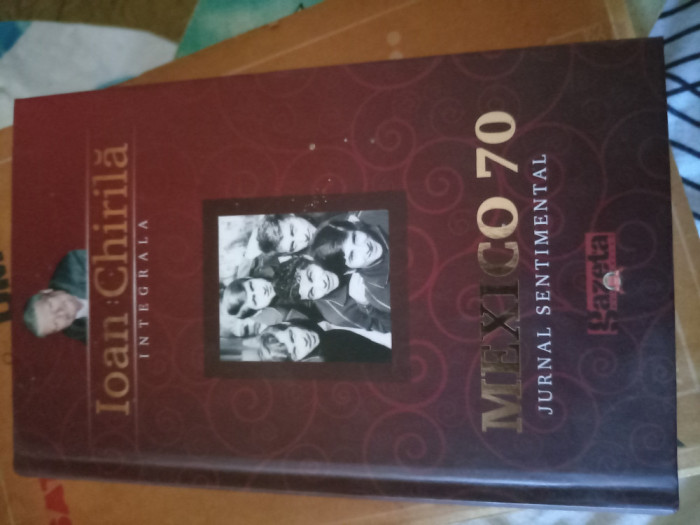 Ioan Chirilă
INTEGRALA
MEXICO 70
JURNAL SENTIMENTAL
gazeta